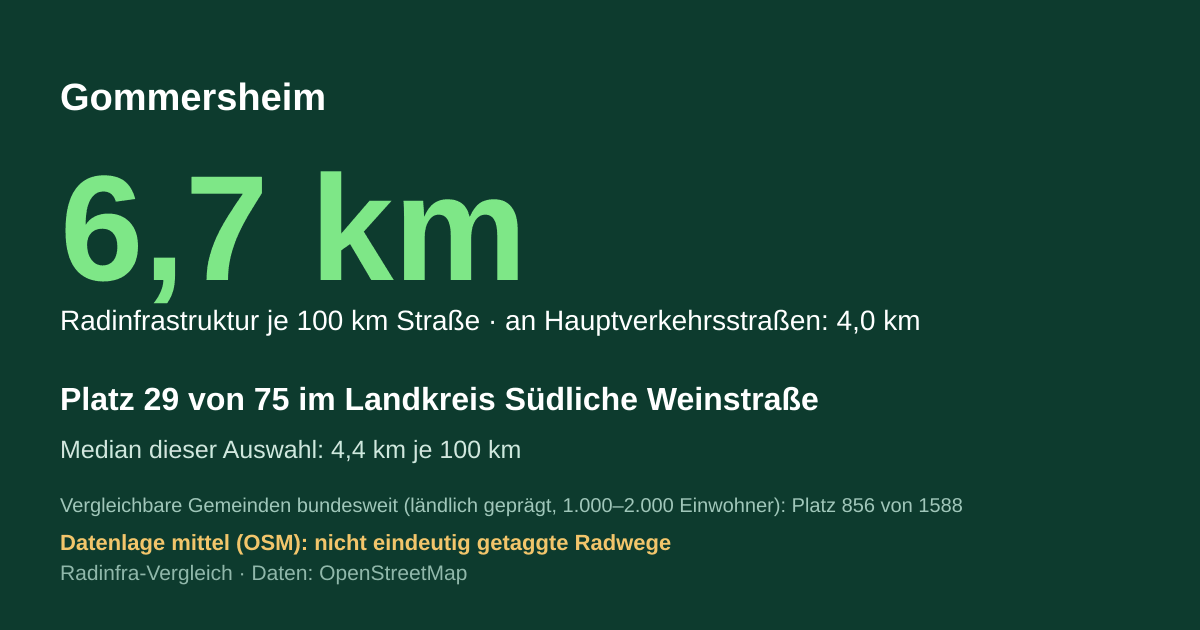 Gommersheim
6,7 km
Radinfrastruktur je 100 km Straße · an Hauptverkehrsstraßen: 4,0 km
Platz 29 von 75 im Landkreis Südliche Weinstraße
Median dieser Auswahl: 4,4 km je 100 km
Vergleichbare Gemeinden bundesweit (ländlich geprägt, 1.000–2.000 Einwohner): Platz 856 von 1588
Datenlage mittel (OSM): nicht eindeutig getaggte Radwege
Radinfra-Vergleich · Daten: OpenStreetMap